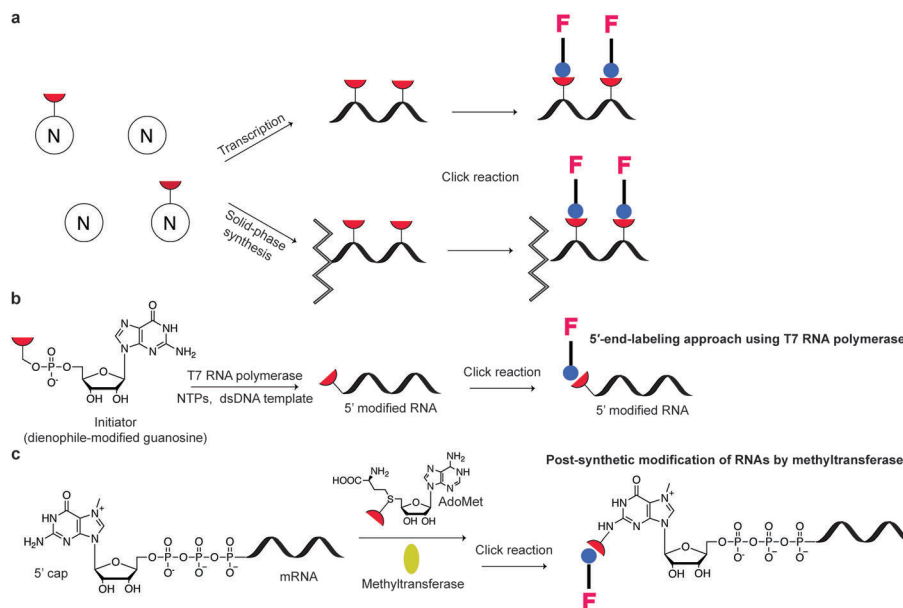 a
F F
N N
Transcription
Click reaction
F F
N N
Solid-phase
synthesis
b
O
N NH
N N NH₂
O P O O
O⁻
OH OH
Initiator
(dienophile-modified guanosine)
T7 RNA polymerase
NTPs, dsDNA template
5' modified RNA
Click reaction
F
5′-end-labeling approach using T7 RNA polymerase
5' modified RNA
c
Post-synthetic modification of RNAs by methyltransferase
NH₂
OOC S N N
N N
O
OH OH
AdoMet
Methyltransferase
O
HN N⁺
H₂N N N
O O P O P O P O
O O O
O⁻ O⁻ O⁻
OH OH
5' cap
mRNA
Click reaction
O
HN N⁺
HN N N
O O P O P O P O
O O O
O⁻ O⁻ O⁻
OH OH
F